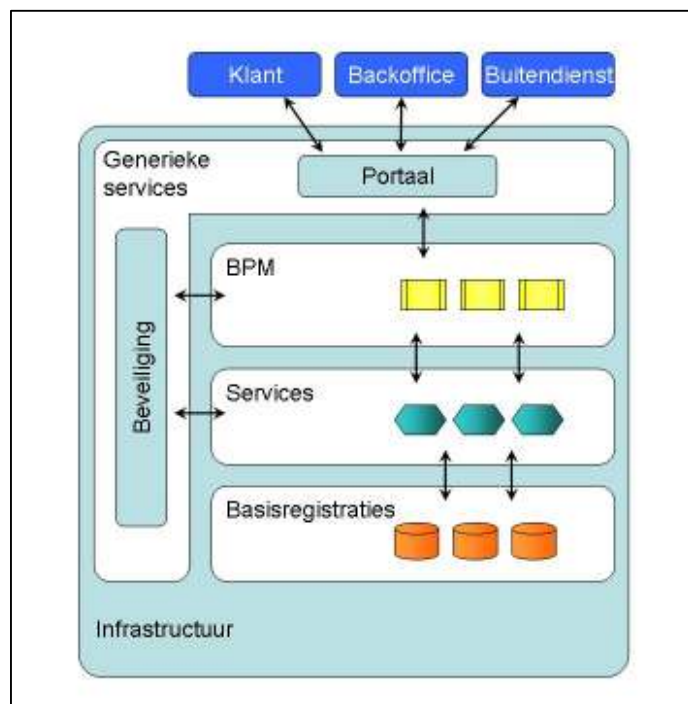 Klant
Backoffice
Buitendienst
Generieke
services
Portaal
BPM
Beveiliging
Services
Basisregistraties
Infrastructuur